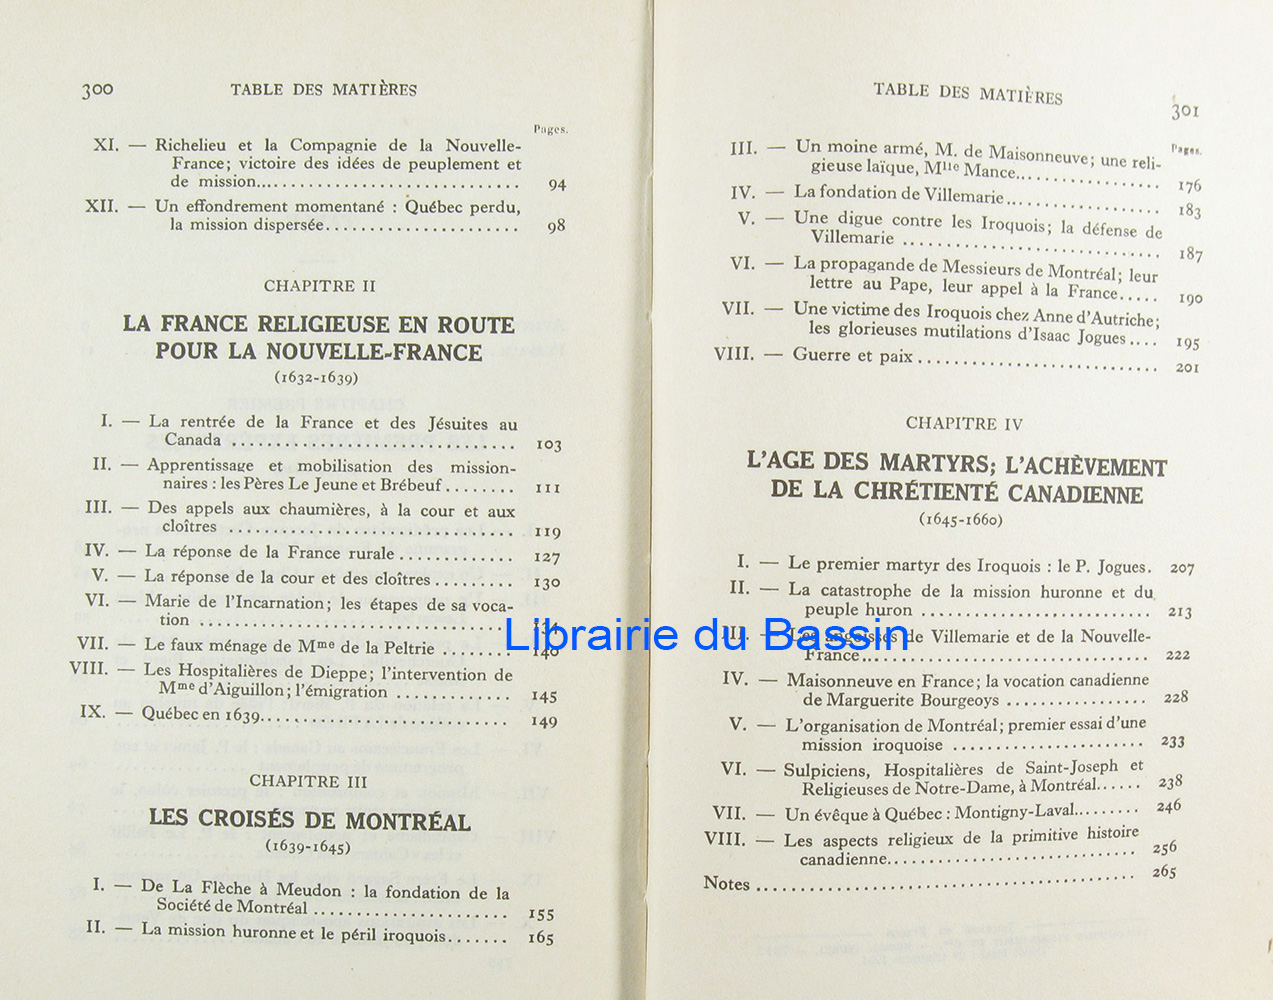 300 TABLE DES MATIÈRES
Pages.
XI. — Richelieu et la Compagnie de la Nouvelle-
France; victoire des idées de peuplement et
de mission.............................. 94
XII. — Un effondrement momentané : Québec perdu,
la mission dispersée...................... 98
CHAPITRE II
LA FRANCE RELIGIEUSE EN ROUTE
POUR LA NOUVELLE-FRANCE
(1632-1639)
I. — La rentrée de la France et des Jésuites au
Canada ................................ 103
II. — Apprentissage et mobilisation des mission-
naires : les Pères Le Jeune et Brébeuf ........ 111
III. — Des appels aux chaumières, à la cour et aux
cloîtres ................................ 119
IV. — La réponse de la France rurale ............. 127
V. — La réponse de la cour et des cloîtres ......... 130
VI. — Marie de l'Incarnation; les étapes de sa voca-
tion ................................... 134
VII. — Le faux ménage de Mme de la Peltrie ........ 140
VIII. — Les Hospitalières de Dieppe; l'intervention de
Mme d'Aiguillon; l'émigration ............. 145
IX. — Québec en 1639............................ 149
CHAPITRE III
LES CROISÉS DE MONTRÉAL
(1639-1645)
I. — De La Flèche à Meudon : la fondation de la
Société de Montréal ...................... 155
II. — La mission huronne et le péril iroquois....... 165
TABLE DES MATIÈRES 301
Pages.
III. — Un moine armé, M. de Maisonneuve; une reli-
gieuse laïque, Mlle Mance.................. 176
IV. — La fondation de Villemarie................... 183
V. — Une digue contre les Iroquois; la défense de
Villemarie .............................. 187
VI. — La propagande de Messieurs de Montréal; leur
lettre au Pape, leur appel à la France..... 190
VII. — Une victime des Iroquois chez Anne d'Autriche;
les glorieuses mutilations d'Isaac Jogues.... 195
VIII. — Guerre et paix ........................... 201
CHAPITRE IV
L'AGE DES MARTYRS; L'ACHÈVEMENT
DE LA CHRÉTIENTÉ CANADIENNE
(1645-1660)
I. — Le premier martyr des Iroquois : le P. Jogues. 207
II. — La catastrophe de la mission huronne et du
peuple huron .......................... 213
III. — Les angoisses de Villemarie et de la Nouvelle-
France................................. 222
IV. — Maisonneuve en France; la vocation canadienne
de Marguerite Bourgeoys ................ 228
V. — L'organisation de Montréal; premier essai d'une
mission iroquoise ...................... 233
VI. — Sulpiciens, Hospitalières de Saint-Joseph et
Religieuses de Notre-Dame, à Montréal...... 238
VII. — Un évêque à Québec : Montigny-Laval........ 246
VIII. — Les aspects religieux de la primitive histoire
canadienne............................. 256
Notes ........................................... 265
Librairie du Bassin